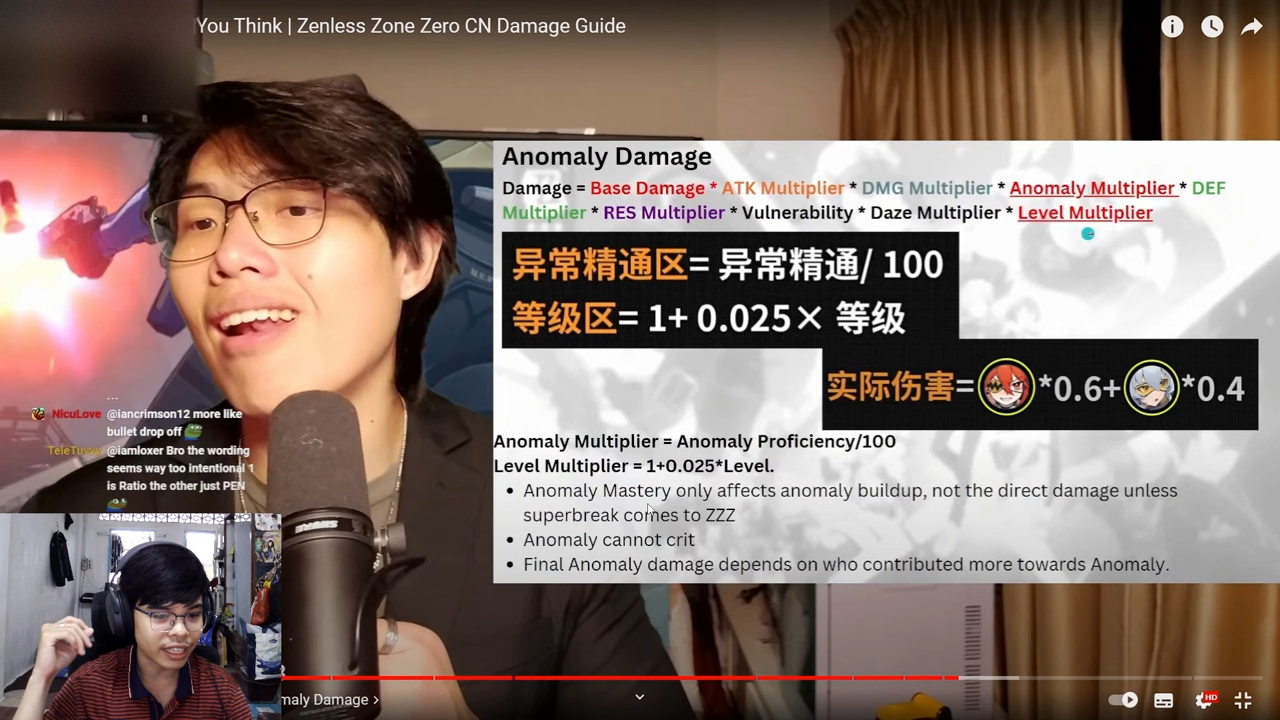 You Think | Zenless Zone Zero CN Damage Guide
Anomaly Damage
Damage = Base Damage * ATK Multiplier * DMG Multiplier * Anomaly Multiplier * DEF
Multiplier * RES Multiplier * Vulnerability * Daze Multiplier * Level Multiplier
异常精通区= 异常精通/ 100
等级区= 1+ 0.025× 等级
实际伤害= *0.6+ *0.4
Anomaly Multiplier = Anomaly Proficiency/100
Level Multiplier = 1+0.025*Level.
• Anomaly Mastery only affects anomaly buildup, not the direct damage unless
superbreak comes to ZZZ
• Anomaly cannot crit
• Final Anomaly damage depends on who contributed more towards Anomaly.
...
NicuLove @iancrimson12 more like
bullet drop off
@iamloxer Bro the wording
seems way too intentional 1
is Ratio the other just PEN
maly Damage >
HD